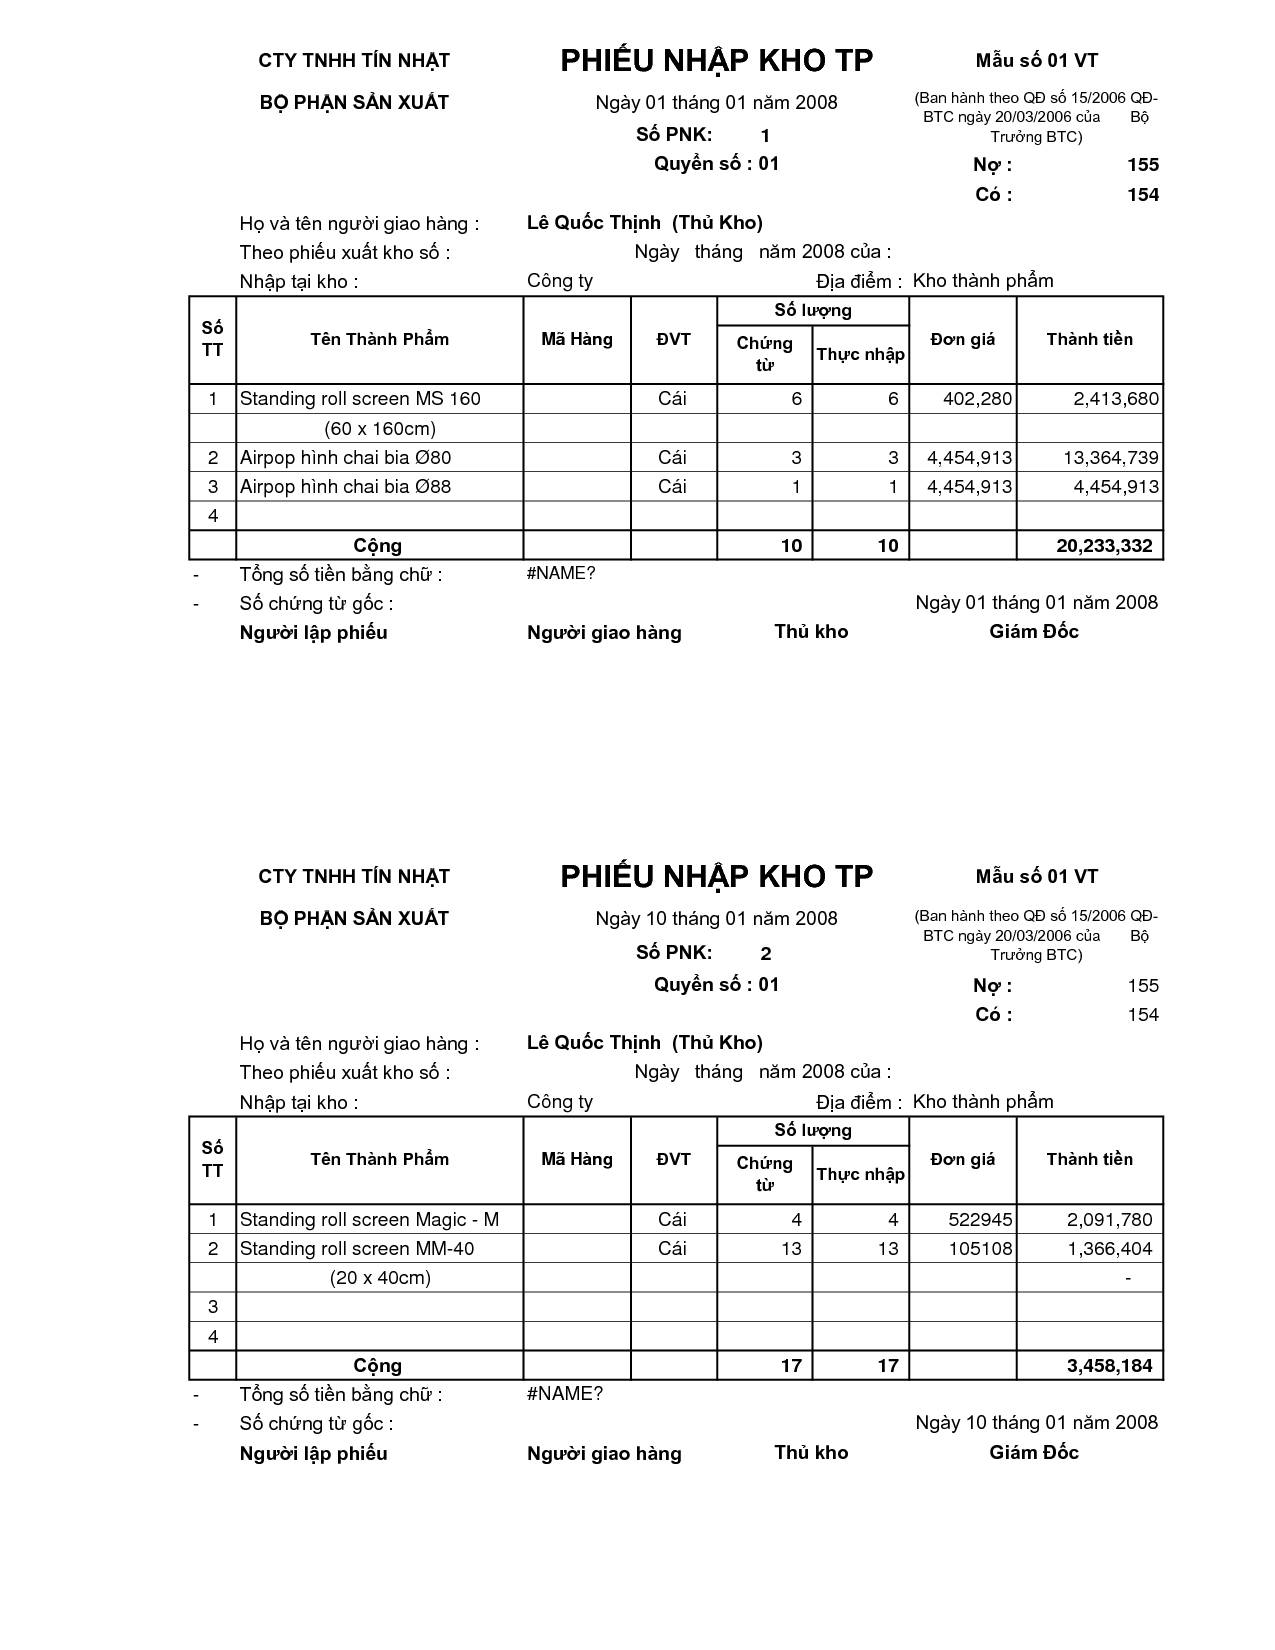 CTY TNHH TÍN NHẬT PHIẾU NHẬP KHO TP Mẫu số 01 VT
BỘ PHẬN SẢN XUẤT Ngày 01 tháng 01 năm 2008 (Ban hành theo QĐ số 15/2006 QĐ-
BTC ngày 20/03/2006 của Bộ
Số PNK: 1 Trưởng BTC)
Quyển số : 01 Nợ : 155
Có : 154
Họ và tên người giao hàng : Lê Quốc Thịnh (Thủ Kho)
Theo phiếu xuất kho số : Ngày tháng năm 2008 của :
Nhập tại kho : Công ty Địa điểm : Kho thành phẩm
Số TT Tên Thành Phẩm Mã Hàng ĐVT Số lượng Đơn giá Thành tiền
Chứng từ Thực nhập
1 Standing roll screen MS 160 Cái 6 6 402,280 2,413,680
(60 x 160cm)
2 Airpop hình chai bia Ø80 Cái 3 3 4,454,913 13,364,739
3 Airpop hình chai bia Ø88 Cái 1 1 4,454,913 4,454,913
4
Cộng 10 10 20,233,332
- Tổng số tiền bằng chữ : #NAME?
- Số chứng từ gốc : Ngày 01 tháng 01 năm 2008
Người lập phiếu Người giao hàng Thủ kho Giám Đốc
CTY TNHH TÍN NHẬT PHIẾU NHẬP KHO TP Mẫu số 01 VT
BỘ PHẬN SẢN XUẤT Ngày 10 tháng 01 năm 2008 (Ban hành theo QĐ số 15/2006 QĐ-
BTC ngày 20/03/2006 của Bộ
Số PNK: 2 Trưởng BTC)
Quyển số : 01 Nợ : 155
Có : 154
Họ và tên người giao hàng : Lê Quốc Thịnh (Thủ Kho)
Theo phiếu xuất kho số : Ngày tháng năm 2008 của :
Nhập tại kho : Công ty Địa điểm : Kho thành phẩm
Số TT Tên Thành Phẩm Mã Hàng ĐVT Số lượng Đơn giá Thành tiền
Chứng từ Thực nhập
1 Standing roll screen Magic - M Cái 4 4 522945 2,091,780
2 Standing roll screen MM-40 Cái 13 13 105108 1,366,404
(20 x 40cm) -
3
4
Cộng 17 17 3,458,184
- Tổng số tiền bằng chữ : #NAME?
- Số chứng từ gốc : Ngày 10 tháng 01 năm 2008
Người lập phiếu Người giao hàng Thủ kho Giám Đốc